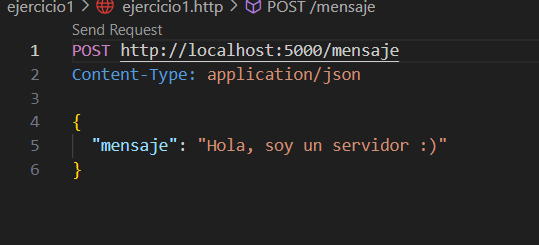 ejercicio1 > ejercicio1.http > POST /mensaje
Send Request
1 POST http://localhost:5000/mensaje
2 Content-Type: application/json
3
4 {
5 "mensaje": "Hola, soy un servidor :)"
6 }